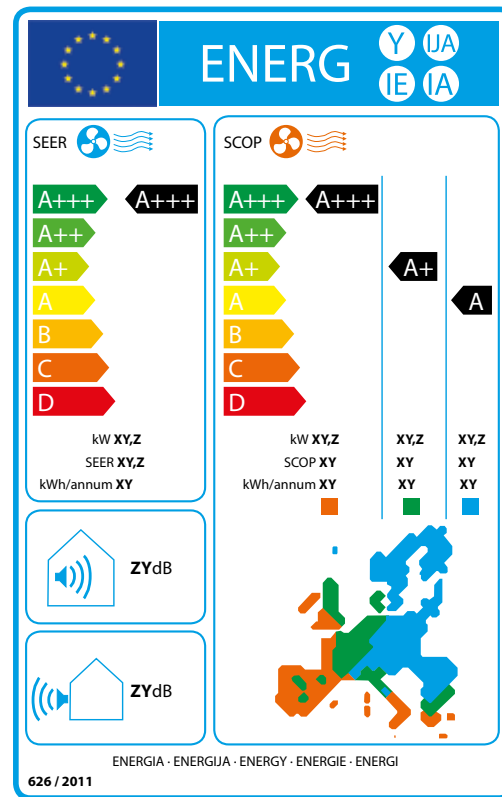 ENERG Y IJA
IE IA
SEER
A+++ A+++
A++
A+
A
B
C
D
kW XY,Z
SEER XY,Z
kWh/annum XY
SCOP
A+++ A+++
A++
A+ A+
A A
B
C
D
kW XY,Z XY,Z XY,Z
SCOP XY XY XY
kWh/annum XY XY XY
ZYdB
ZYdB
ENERGIA · ENERGIJA · ENERGY · ENERGIE · ENERGI
626 / 2011